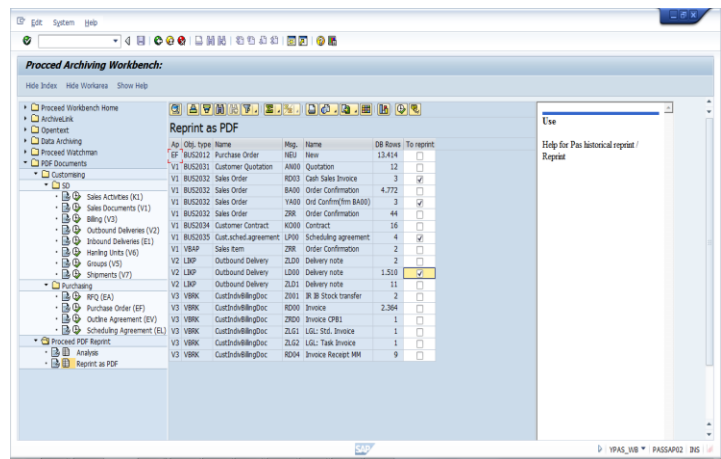 Edit System Help
Procced Archiving Workbench:
Hide Index Hide Workarea Show Help
Proceed Workbench Home
ArchiveLink
Opentext
Data Archiving
Proceed Watchman
PDF Documents
Customising
SD
Sales Activities (K1)
Sales Documents (V1)
Billing (V3)
Outbound Deliveries (V2)
Inbound Deliveries (E1)
Hanling Units (V6)
Groups (V5)
Shipments (V7)
Purchasing
RFQ (EA)
Purchase Order (EF)
Outline Agreement (EV)
Scheduling Agreement (EL)
Proceed PDF Reprint
Analysis
Reprint as PDF
Reprint as PDF
Ap Obj. type Name Msg. Name DB Rows To reprint
EF BUS2012 Purchase Order NEU New 13.414
V1 BUS2031 Customer Quotation AN00 Quotation 12
V1 BUS2032 Sales Order RD03 Cash Sales Invoice 3
V1 BUS2032 Sales Order BA00 Order Confirmation 4.772
V1 BUS2032 Sales Order YA00 Ord Confrm(frm BA00) 3
V1 BUS2032 Sales Order ZRR Order Confirmation 44
V1 BUS2034 Customer Contract KO00 Contract 16
V1 BUS2035 Cust.sched.agreement LP00 Scheduling agreement 4
V1 VBAP Sales item ZRR Order Confirmation 2
V2 LIKP Outbound Delivery ZLD0 Delivery note 2
V2 LIKP Outbound Delivery LD00 Delivery note 1.510
V2 LIKP Outbound Delivery ZLD1 Delivery note 11
V3 VBRK CustIndivBillngDoc Z001 IR IB Stock transfer 2
V3 VBRK CustIndivBillngDoc RD00 Invoice 2.364
V3 VBRK CustIndivBillngDoc ZRD0 Invoice CPB1 1
V3 VBRK CustIndivBillngDoc ZLG1 LGL: Std. Invoice 1
V3 VBRK CustIndivBillngDoc ZLG2 LGL: Task Invoice 1
V3 VBRK CustIndivBillngDoc RD04 Invoice Receipt MM 9
Use
Help for Pas historical reprint /
Reprint
SAP
YPAS_WB PASSAP02 INS